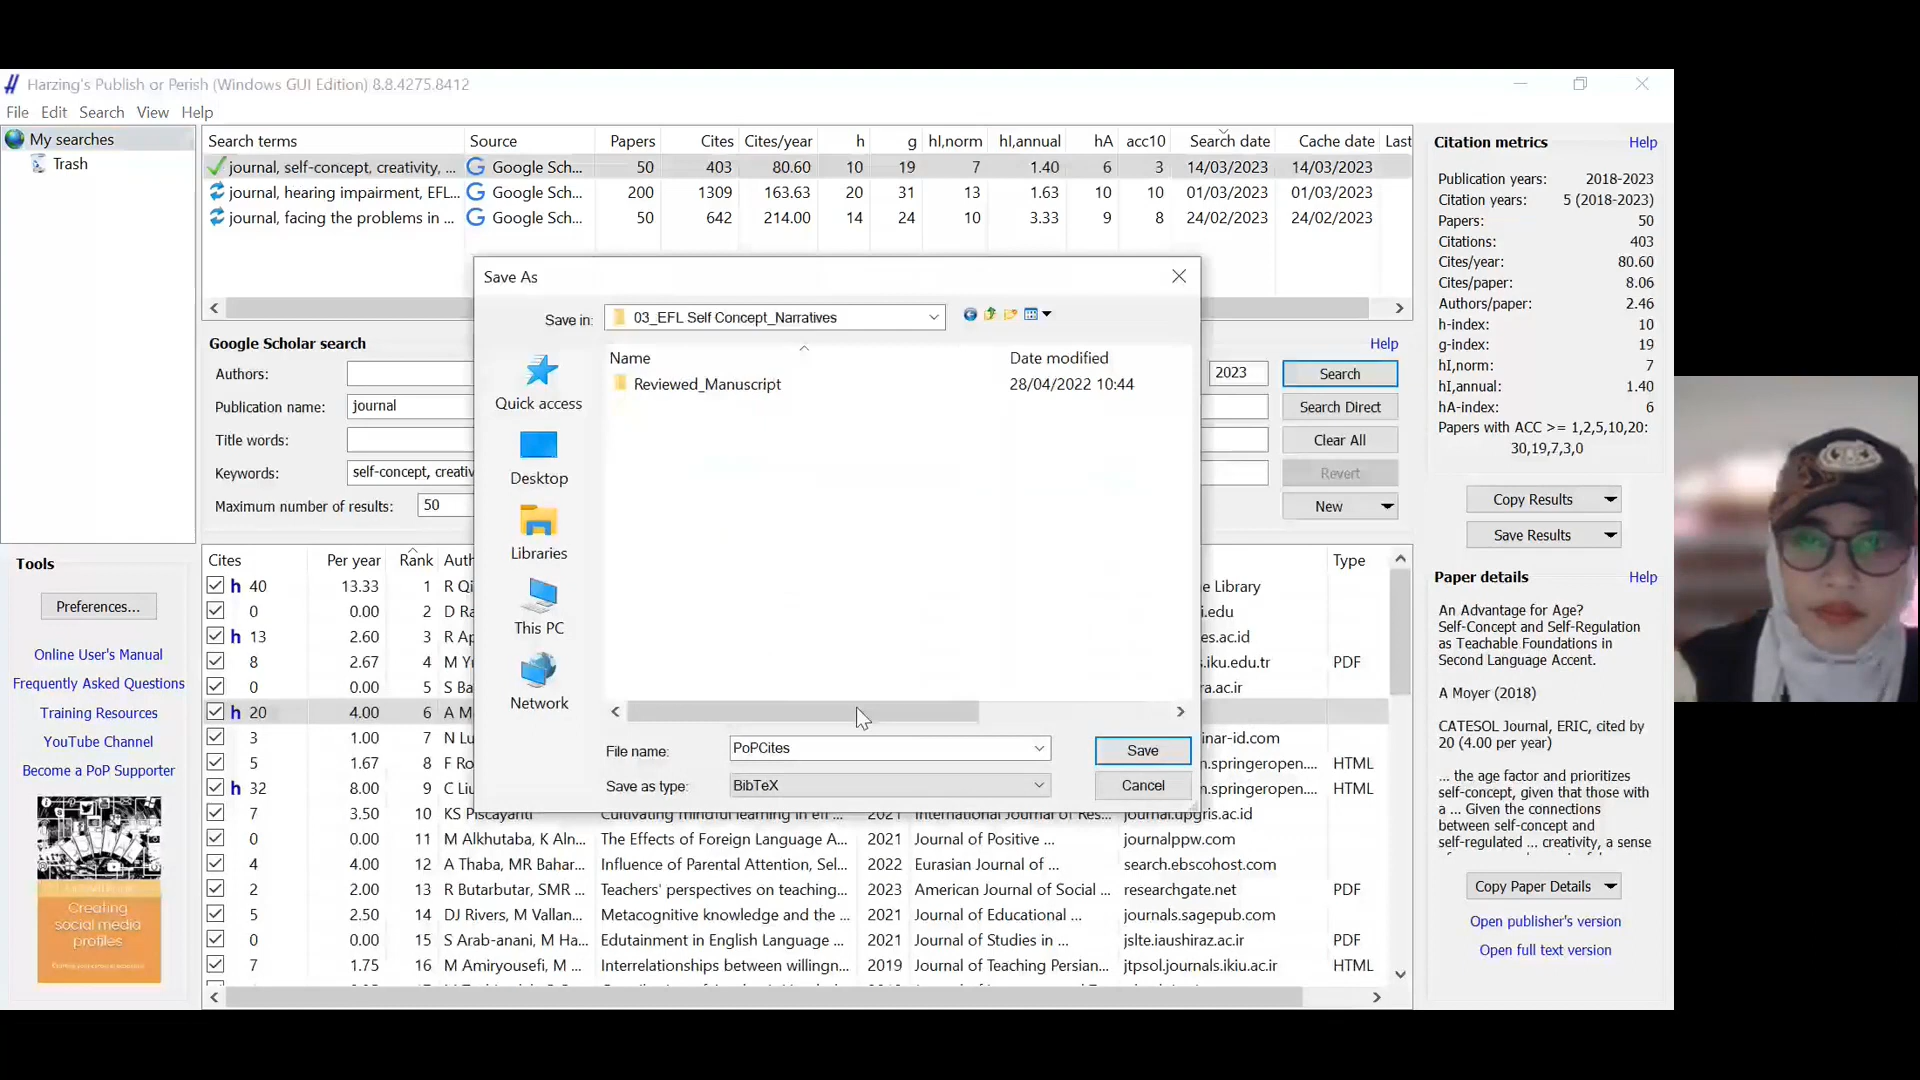 Harzing's Publish or Perish (Windows GUI Edition) 8.8.4275.8412
File Edit Search View Help
My searches
Trash
Search terms Source Papers Cites Cites/year h g hI,norm hI,annual hA acc10 Search date Cache date Last
journal, self-concept, creativity, ... Google Sch... 50 403 80.60 10 19 7 1.40 6 3 14/03/2023 14/03/2023
journal, hearing impairment, EFL... Google Sch... 200 1309 163.63 20 31 13 1.63 10 10 01/03/2023 01/03/2023
journal, facing the problems in ... Google Sch... 50 642 214.00 14 24 10 3.33 9 8 24/02/2023 24/02/2023
Save As
Save in: 03_EFL Self Concept_Narratives
Name Date modified
Reviewed_Manuscript 28/04/2022 10:44
Quick access
Desktop
Libraries
This PC
Network
File name: PoPCites Save
Save as type: BibTeX Cancel
Google Scholar search Help
Authors: 2023 Search
Publication name: journal Search Direct
Title words: Clear All
Keywords: self-concept, creativ Revert
Maximum number of results: 50 New
Cites Per year Rank Auth Type
h 40 13.33 1 R Qi e Library
0 0.00 2 D Ra i.edu
h 13 2.60 3 R Ap es.ac.id
8 2.67 4 M Yu s.iku.edu.tr PDF
0 0.00 5 S Ba ra.ac.ir
h 20 4.00 6 A M
3 1.00 7 N Lu inar-id.com
5 1.67 8 F Ro n.springeropen.... HTML
h 32 8.00 9 C Liu n.springeropen.... HTML
7 3.50 10 KS Piscayanti Cultivating mindful learning in efl ... 2021 International Journal of Res... journal.upgris.ac.id
0 0.00 11 M Alkhutaba, K Aln... The Effects of Foreign Language A... 2021 Journal of Positive ... journalppw.com
4 4.00 12 A Thaba, MR Bahar... Influence of Parental Attention, Sel... 2022 Eurasian Journal of ... search.ebscohost.com
2 2.00 13 R Butarbutar, SMR ... Teachers' perspectives on teaching... 2023 American Journal of Social ... researchgate.net PDF
5 2.50 14 DJ Rivers, M Vallan... Metacognitive knowledge and the ... 2021 Journal of Educational ... journals.sagepub.com
0 0.00 15 S Arab-anani, M Ha... Edutainment in English Language ... 2021 Journal of Studies in ... jslte.iaushiraz.ac.ir PDF
7 1.75 16 M Amiryousefi, M ... Interrelationships between willingn... 2019 Journal of Teaching Persian... jtpsol.journals.ikiu.ac.ir HTML
Tools
Preferences...
Online User's Manual
Frequently Asked Questions
Training Resources
YouTube Channel
Become a PoP Supporter
Creating
social media
profiles
Citation metrics Help
Publication years: 2018-2023
Citation years: 5 (2018-2023)
Papers: 50
Citations: 403
Cites/year: 80.60
Cites/paper: 8.06
Authors/paper: 2.46
h-index: 10
g-index: 19
hI,norm: 7
hI,annual: 1.40
hA-index: 6
Papers with ACC >= 1,2,5,10,20:
30,19,7,3,0
Copy Results
Save Results
Paper details Help
An Advantage for Age?
Self-Concept and Self-Regulation
as Teachable Foundations in
Second Language Accent.
A Moyer (2018)
CATESOL Journal, ERIC, cited by
20 (4.00 per year)
... the age factor and prioritizes
self-concept, given that those with
a ... Given the connections
between self-concept and
self-regulated ... creativity, a sense
Copy Paper Details
Open publisher's version
Open full text version